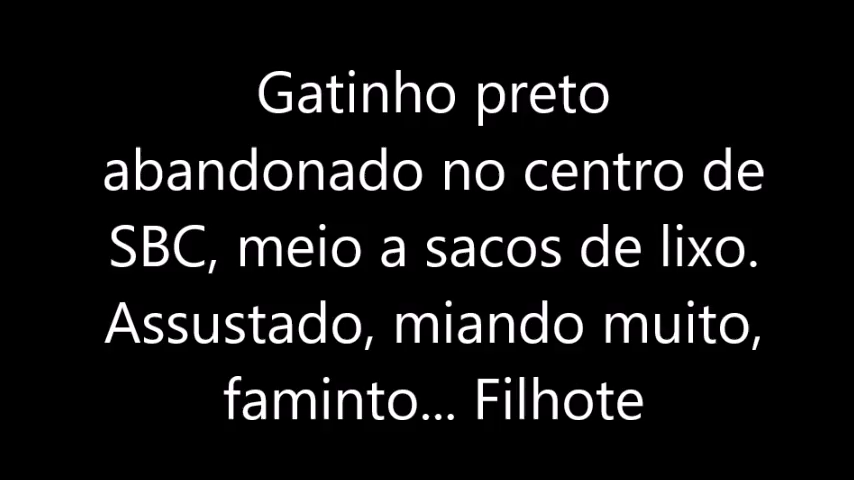 Gatinho preto
abandonado no centro de
SBC, meio a sacos de lixo.
Assustado, miando muito,
faminto... Filhote